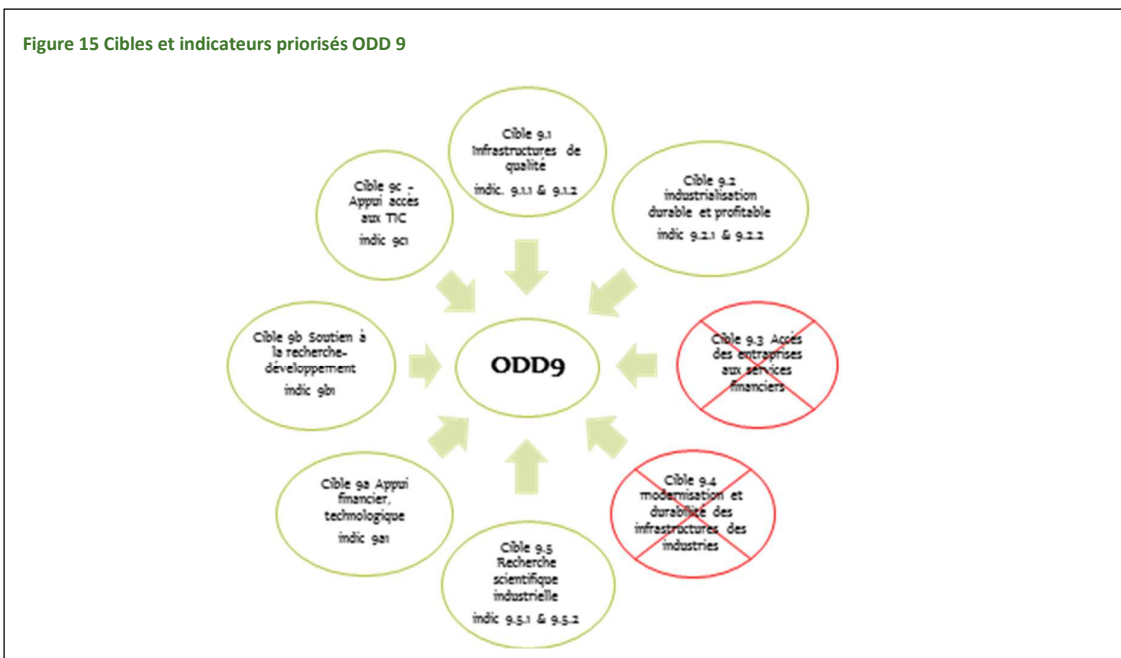 Figure 15 Cibles et indicateurs priorisés ODD 9
Cible 9.1
Infrastructures de
qualité
indic. 9.1.1 & 9.1.2
Cible 9.2
industrialisation
durable et profitable
indic 9.2.1 & 9.2.2
Cible 9.3 Accès
des entraprises
aux services
financiers
Cible 9.4
modernisation et
durabilité des
infrastructures des
industries
Cible 9.5
Recherche
scientifique
industrielle
indic 9.5.1 & 9.5.2
Cible 9a Appui
financier,
technologique
indic 9a1
Cible 9b Soutien à
la recherche-
développement
indic 9b1
Cible 9c -
Appui accès
aux TIC
indic 9c1
ODD9